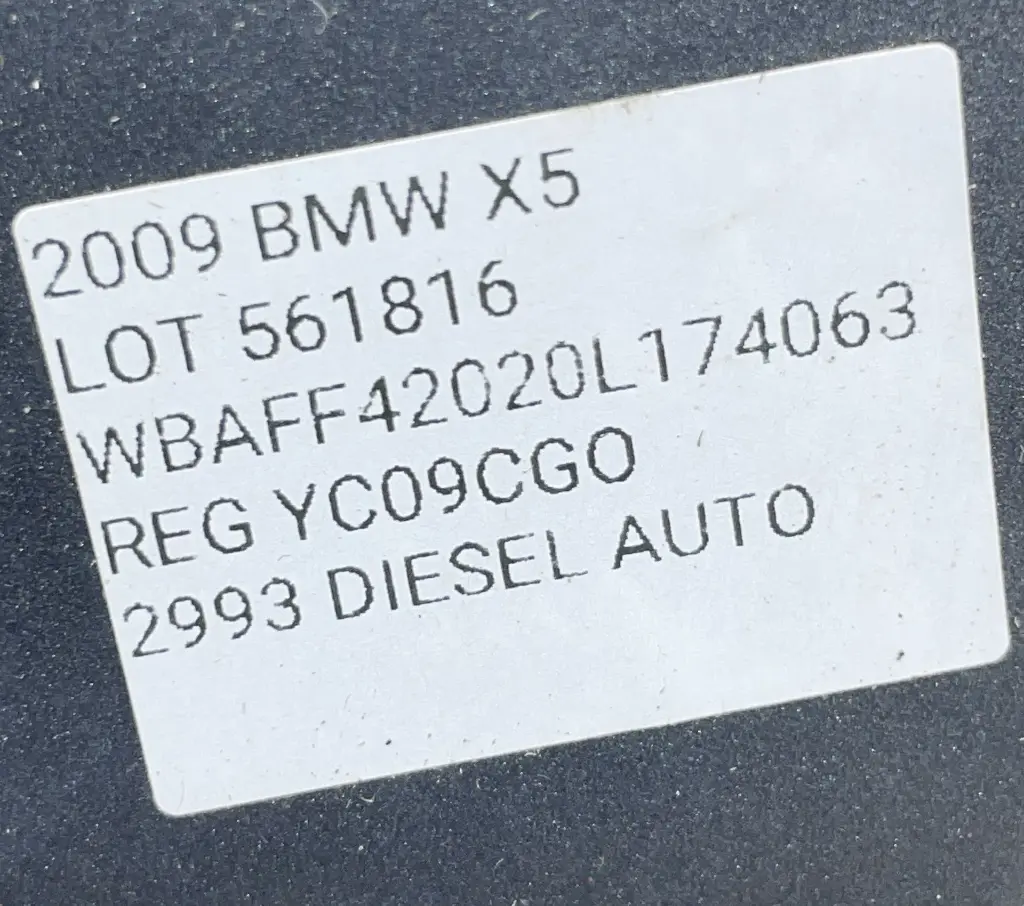 2009 BMW X5
LOT 561816
WBAFF42020L174063
REG YC09CGO
2993 DIESEL AUTO